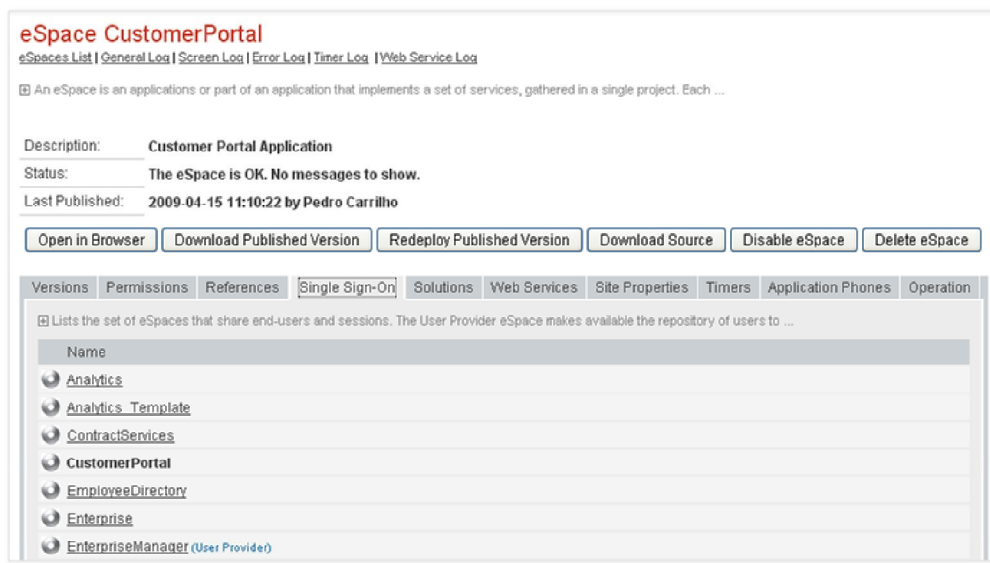 eSpace CustomerPortal
eSpaces List | General Log | Screen Log | Error Log | Timer Log | Web Service Log
An eSpace is an applications or part of an application that implements a set of services, gathered in a single project. Each ...
Description: Customer Portal Application
Status: The eSpace is OK. No messages to show.
Last Published: 2009-04-15 11:10:22 by Pedro Carrilho
Open in Browser Download Published Version Redeploy Published Version Download Source Disable eSpace Delete eSpace
Versions Permissions References Single Sign-On Solutions Web Services Site Properties Timers Application Phones Operation
Lists the set of eSpaces that share end-users and sessions. The User Provider eSpace makes available the repository of users to ...
Name
Analytics
Analytics_Template
ContractServices
CustomerPortal
EmployeeDirectory
Enterprise
EnterpriseManager (User Provider)